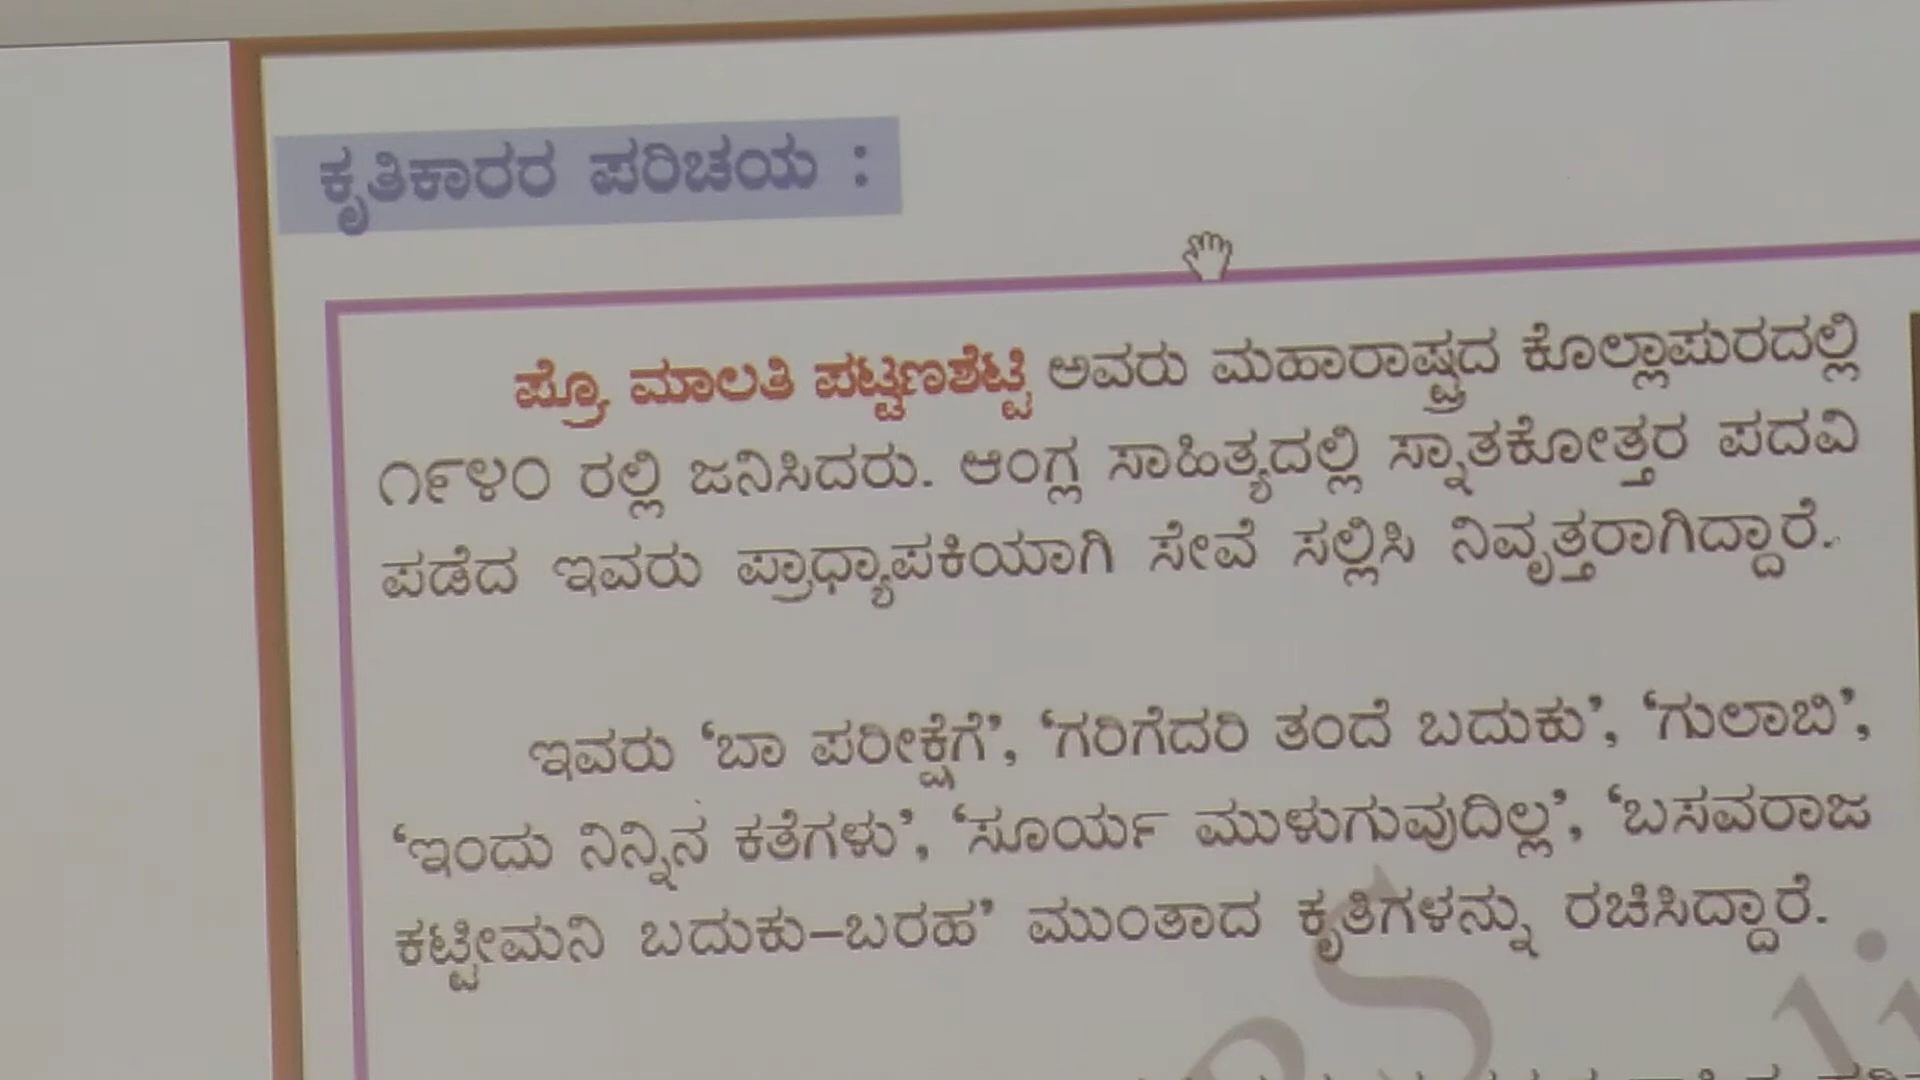 ಕೃತಿಕಾರರ ಪರಿಚಯ :
ಪ್ರೊ. ಮಾಲತಿ ಪಟ್ಟಣಶೆಟ್ಟಿ ಅವರು ಮಹಾರಾಷ್ಟ್ರದ ಕೊಲ್ಲಾಪುರದಲ್ಲಿ
೧೯೪೦ ರಲ್ಲಿ ಜನಿಸಿದರು. ಆಂಗ್ಲ ಸಾಹಿತ್ಯದಲ್ಲಿ ಸ್ನಾತಕೋತ್ತರ ಪದವಿ
ಪಡೆದ ಇವರು ಪ್ರಾಧ್ಯಾಪಕಿಯಾಗಿ ಸೇವೆ ಸಲ್ಲಿಸಿ ನಿವೃತ್ತರಾಗಿದ್ದಾರೆ.
ಇವರು ‘ಬಾ ಪರೀಕ್ಷೆಗೆ’, ‘ಗರಿಗೆದರಿ ತಂದೆ ಬದುಕು’, ‘ಗುಲಾಬಿ’,
‘ಇಂದು ನಿನ್ನಿನ ಕತೆಗಳು’, ‘ಸೂರ್ಯ ಮುಳುಗುವುದಿಲ್ಲ’, ‘ಬಸವರಾಜ
ಕಟ್ಟೀಮನಿ ಬದುಕು–ಬರಹ’ ಮುಂತಾದ ಕೃತಿಗಳನ್ನು ರಚಿಸಿದ್ದಾರೆ.